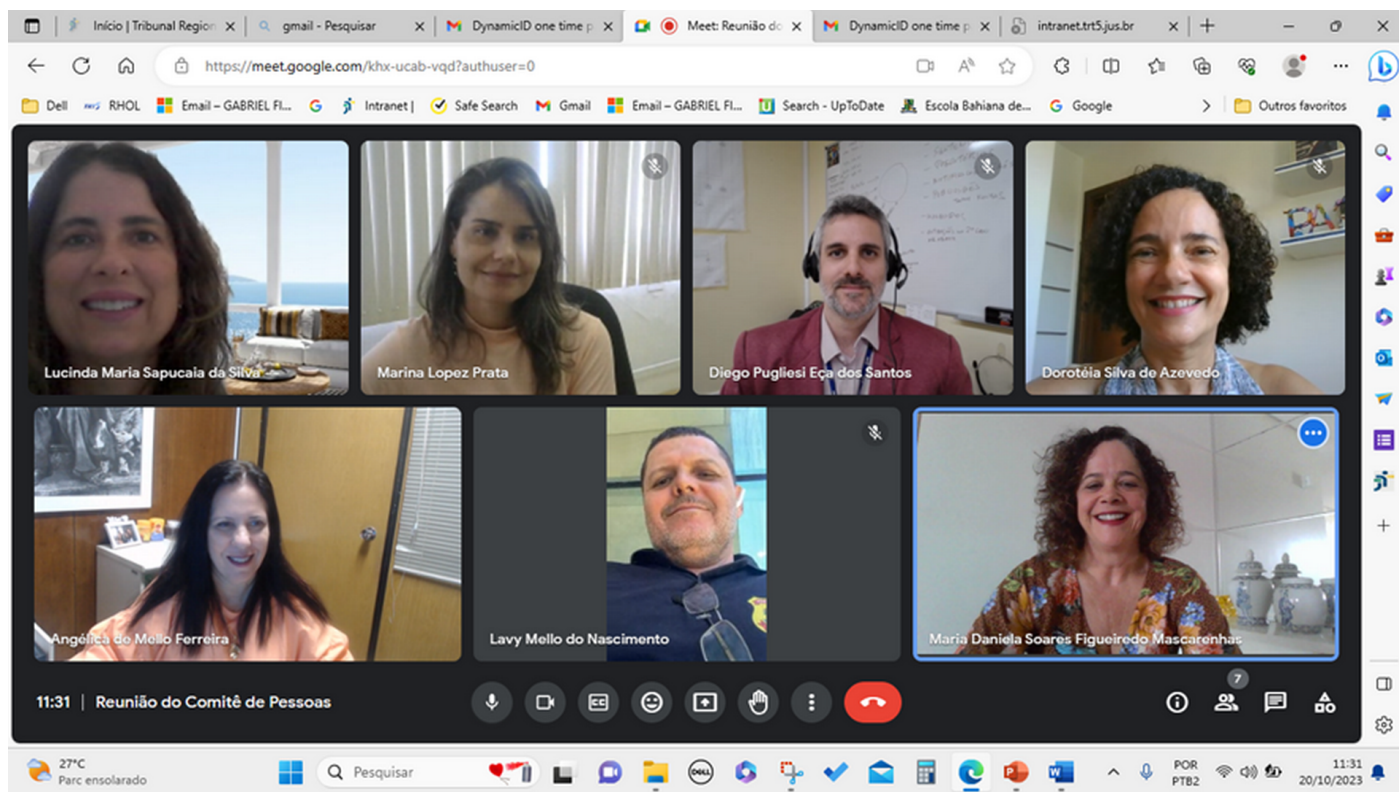 Início | Tribunal Region
gmail - Pesquisar
DynamicID one time p
Meet: Reunião do
DynamicID one time p
intranet.trt5.jus.br
https://meet.google.com/khx-ucab-vqd?authuser=0
Dell
RHOL
Email – GABRIEL FI...
Intranet |
Safe Search
Gmail
Email – GABRIEL FI...
Search - UpToDate
Escola Bahiana de...
Google
Outros favoritos
Lucinda Maria Sapucaia da Silva
Marina Lopez Prata
Diego Pugliesi Eça dos Santos
Dorotéia Silva de Azevedo
Angélica de Mello Ferreira
Lavy Mello do Nascimento
Maria Daniela Soares Figueiredo Mascarenhas
7
11:31 | Reunião do Comitê de Pessoas
CC
27°C
Parc ensolarado
Pesquisar
DELL
POR
PTB2
11:31
20/10/2023